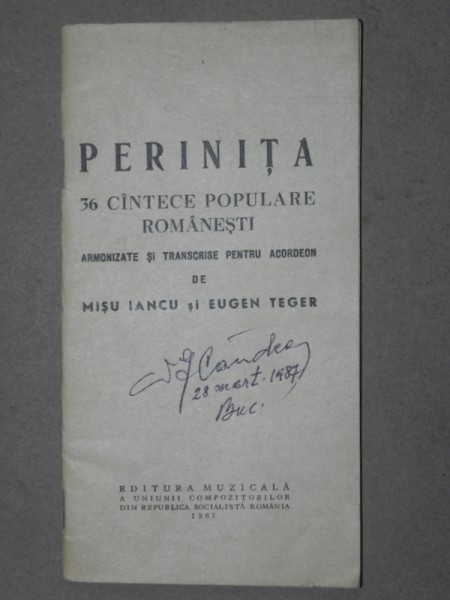 PERINIȚA
36 CÎNTECE POPULARE
ROMÂNEȘTI
ARMONIZATE ȘI TRANSCRISE PENTRU ACORDEON
DE
MIȘU IANCU și EUGEN TEGER
28 mart. 1987
Buc.
EDITURA MUZICALĂ
A UNIUNII COMPOZITORILOR
DIN REPUBLICA SOCIALISTĂ ROMÂNIA
1967